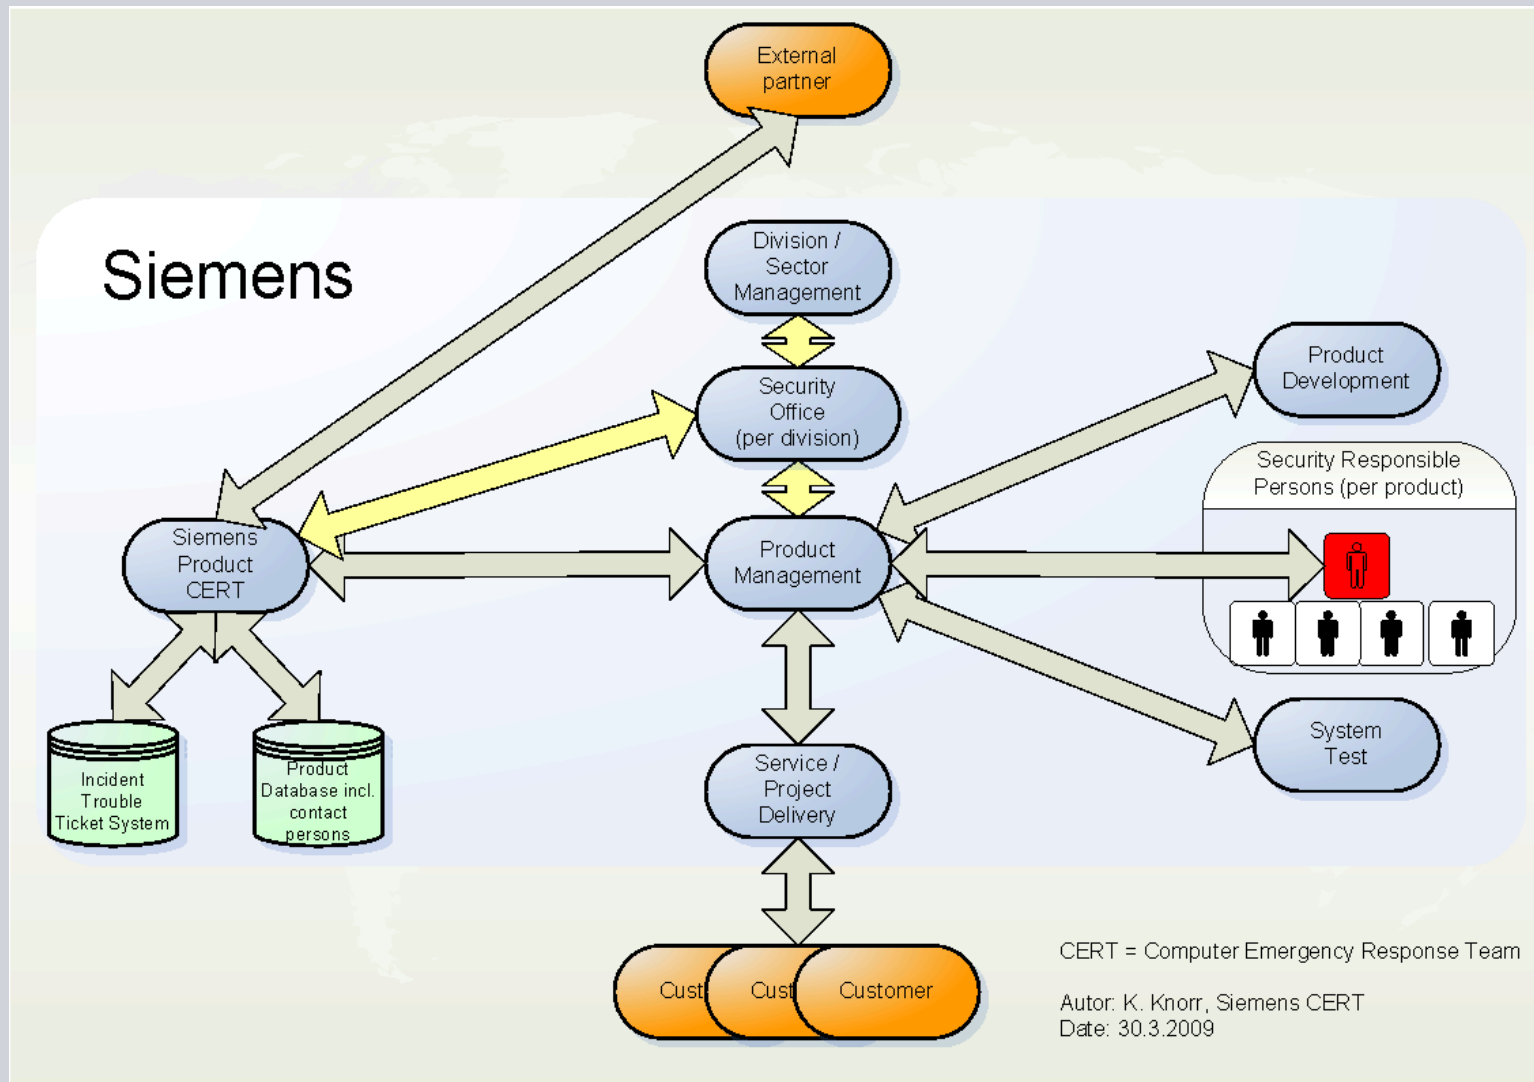 External
partner
Siemens
Division /
Sector
Management
Security
Office
(per division)
Product
Development
Security Responsible
Persons (per product)
Siemens
Product
CERT
Product
Management
System
Test
Incident
Trouble
Ticket System
Product
Database incl.
contact
persons
Service /
Project
Delivery
Cust
Cust
Customer
CERT = Computer Emergency Response Team
Autor: K. Knorr, Siemens CERT
Date: 30.3.2009